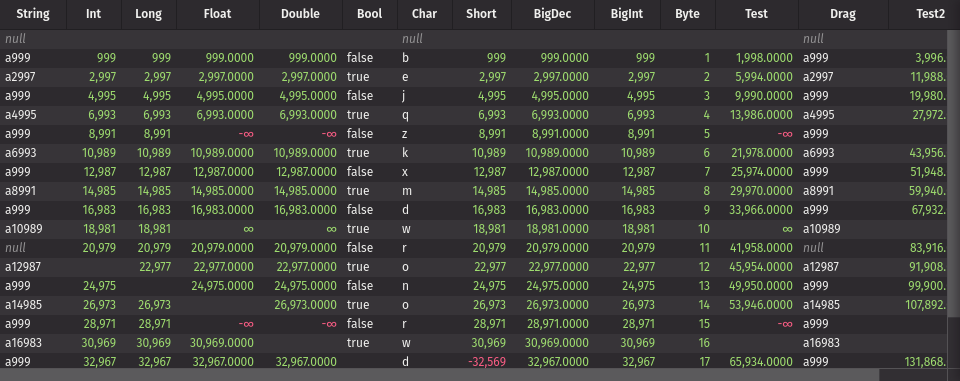 String Int Long Float Double Bool Char Short BigDec BigInt Byte Test Drag Test2
null null null
a999 999 999 999.0000 999.0000 false b 999 999.0000 999 1 1,998.0000 a999 3,996.
a2997 2,997 2,997 2,997.0000 2,997.0000 true e 2,997 2,997.0000 2,997 2 5,994.0000 a2997 11,988.
a999 4,995 4,995 4,995.0000 4,995.0000 false j 4,995 4,995.0000 4,995 3 9,990.0000 a999 19,980.
a4995 6,993 6,993 6,993.0000 6,993.0000 true q 6,993 6,993.0000 6,993 4 13,986.0000 a4995 27,972.
a999 8,991 8,991 -∞ -∞ false z 8,991 8,991.0000 8,991 5 -∞ a999
a6993 10,989 10,989 10,989.0000 10,989.0000 true k 10,989 10,989.0000 10,989 6 21,978.0000 a6993 43,956.
a999 12,987 12,987 12,987.0000 12,987.0000 false x 12,987 12,987.0000 12,987 7 25,974.0000 a999 51,948.
a8991 14,985 14,985 14,985.0000 14,985.0000 true m 14,985 14,985.0000 14,985 8 29,970.0000 a8991 59,940.
a999 16,983 16,983 16,983.0000 16,983.0000 false d 16,983 16,983.0000 16,983 9 33,966.0000 a999 67,932.
a10989 18,981 18,981 ∞ ∞ true w 18,981 18,981.0000 18,981 10 ∞ a10989
null 20,979 20,979 20,979.0000 20,979.0000 false r 20,979 20,979.0000 20,979 11 41,958.0000 null 83,916.
a12987 22,977 22,977.0000 22,977.0000 true o 22,977 22,977.0000 22,977 12 45,954.0000 a12987 91,908.
a999 24,975 24,975.0000 24,975.0000 false n 24,975 24,975.0000 24,975 13 49,950.0000 a999 99,900.
a14985 26,973 26,973 26,973.0000 true o 26,973 26,973.0000 26,973 14 53,946.0000 a14985 107,892.
a999 28,971 28,971 -∞ -∞ false r 28,971 28,971.0000 28,971 15 -∞ a999
a16983 30,969 30,969 30,969.0000 true w 30,969 30,969.0000 30,969 16 a16983
a999 32,967 32,967 32,967.0000 32,967.0000 d -32,569 32,967.0000 32,967 17 65,934.0000 a999 131,868.